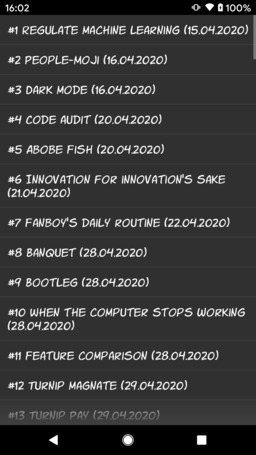 16:02 100%
#1 REGULATE MACHINE LEARNING (15.04.2020)
#2 PEOPLE-MOJI (16.04.2020)
#3 DARK MODE (16.04.2020)
#4 CODE AUDIT (20.04.2020)
#5 ABOBE FISH (20.04.2020)
#6 INNOVATION FOR INNOVATION'S SAKE
(21.04.2020)
#7 FANBOY'S DAILY ROUTINE (22.04.2020)
#8 BANQUET (28.04.2020)
#9 BOOTLEG (28.04.2020)
#10 WHEN THE COMPUTER STOPS WORKING
(28.04.2020)
#11 FEATURE COMPARISON (28.04.2020)
#12 TURNIP MAGNATE (29.04.2020)
#13 TURNIP PAY (29.04.2020)